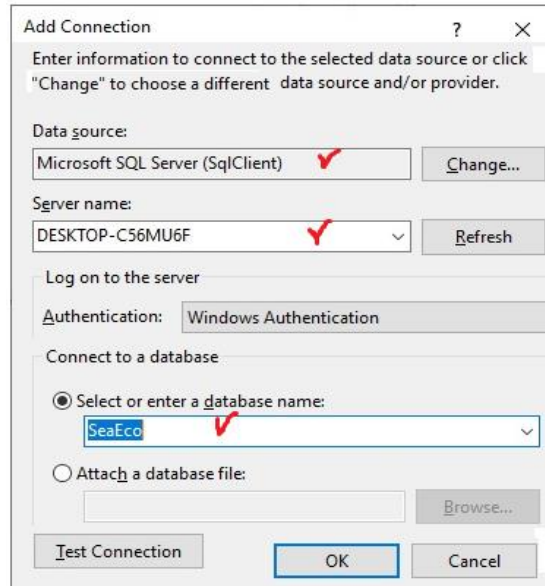 Add Connection ? ×
Enter information to connect to the selected data source or click
"Change" to choose a different data source and/or provider.
Data source:
Microsoft SQL Server (SqlClient) Change...
Server name:
DESKTOP-C56MU6F Refresh
Log on to the server
Authentication: Windows Authentication
Connect to a database
Select or enter a database name:
SeaEco
Attach a database file:
Browse...
Test Connection OK Cancel